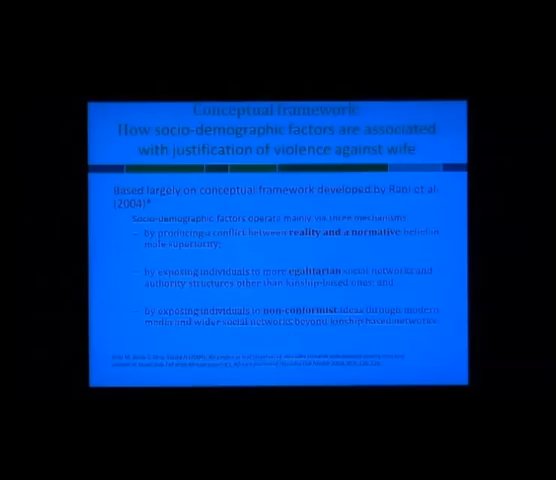 Conceptual framework:
How socio-demographic factors are associated
with justification of violence against wife
Based largely on conceptual framework developed by Rani et al.
(2004)*
Socio-demographic factors operate mainly via three mechanisms
– by producing a conflict between reality and a normative belief in
male superiority;
– by exposing individuals to more egalitarian social networks and
authority structures other than kinship-based ones; and
– by exposing individuals to non-conformist ideas through modern
media and wider social networks beyond kinship-based networks.